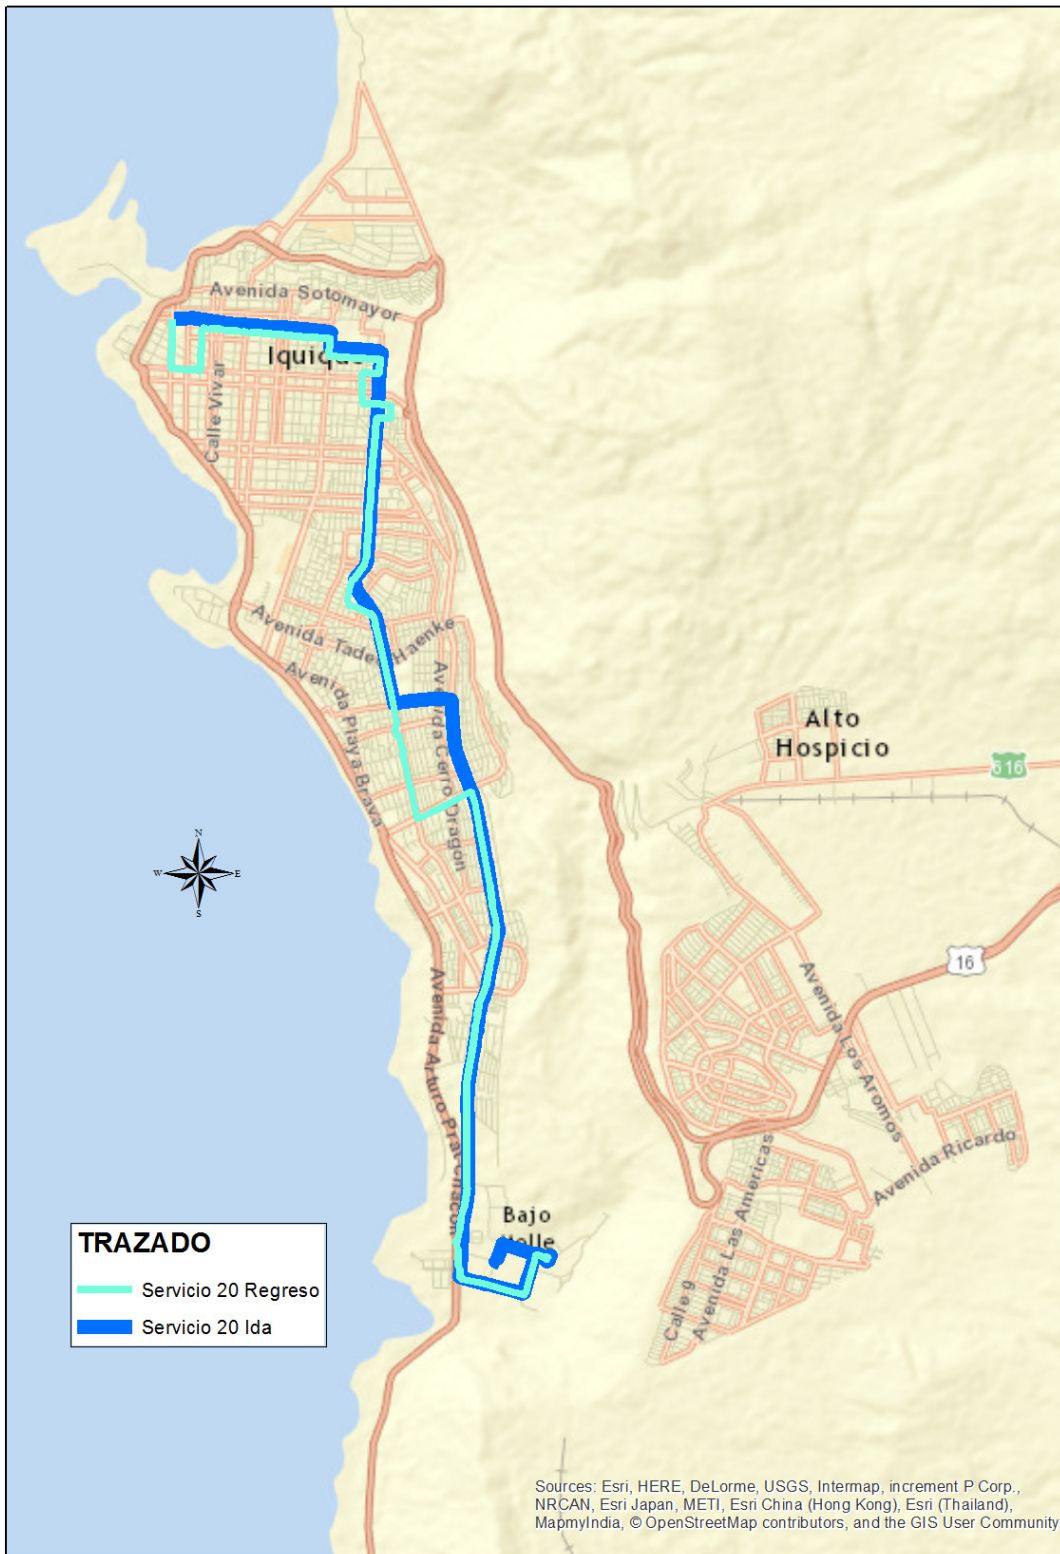 Avenida Sotomayor
Iquique
Calle Vivar
Avenida Tadeo Haenke
Avenida Playa Brava
Avenida Cerro Dragon
Alto
Hospicio
616
N
W
E
S
16
Avenida Los Aromos
Avenida Arturo Prat Chacon
Avenida Ricardo
Avenida Las Americas
Calle 9
Bajo
Molle
TRAZADO
Servicio 20 Regreso
Servicio 20 Ida
Sources: Esri, HERE, DeLorme, USGS, Intermap, increment P Corp.,
NRCAN, Esri Japan, METI, Esri China (Hong Kong), Esri (Thailand),
MapmyIndia, © OpenStreetMap contributors, and the GIS User Community